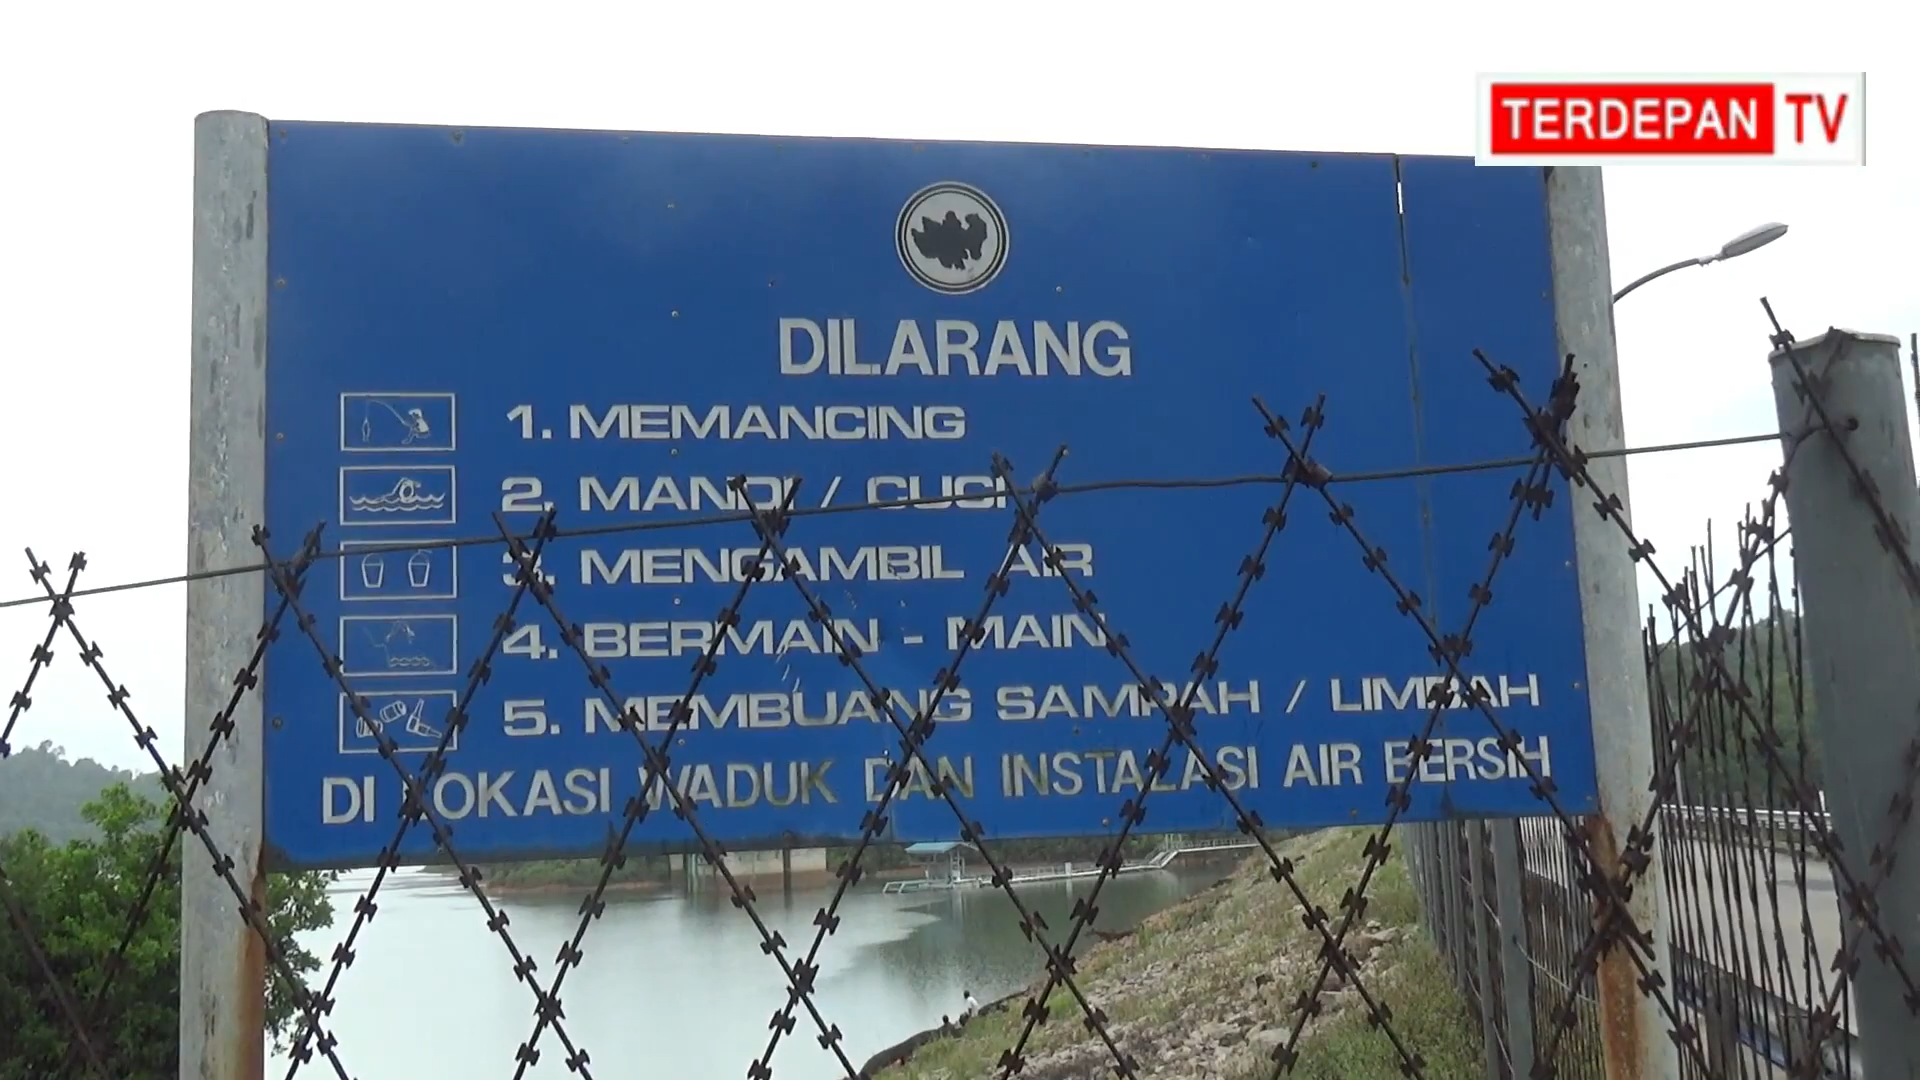 TERDEPAN TV
DILARANG
1. MEMANCING
2. MANDI / CUCI
3. MENGAMBIL AIR
4. BERMAIN - MAIN
5. MEMBUANG SAMPAH / LIMBAH
DI LOKASI WADUK DAN INSTALASI AIR BERSIH